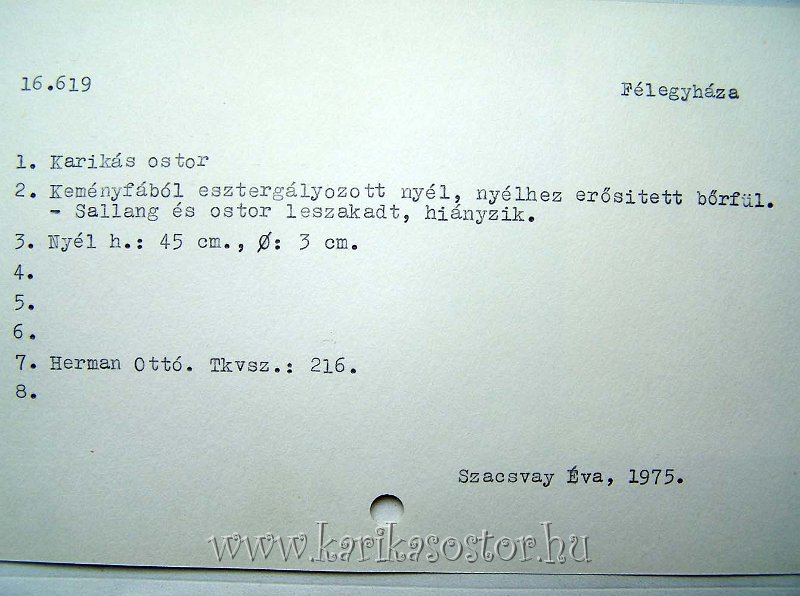 16.619 Félegyháza
1. Karikás ostor
2. Keményfából esztergályozott nyél, nyélhez erősitett bőrfül.
- Sallang és ostor leszakadt, hiányzik.
3. Nyél h.: 45 cm., Ø: 3 cm.
4.
5.
6.
7. Herman Ottó. Tkvsz.: 216.
8.
Szacsvay Éva, 1975.
www.karikasostor.hu